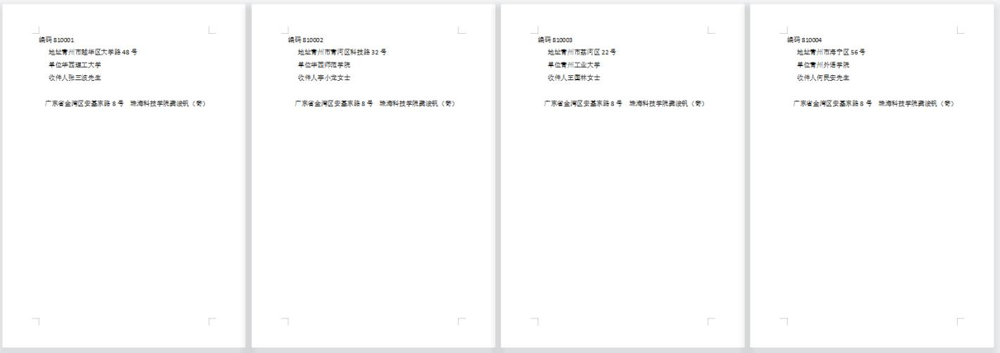 编码 810001
地址青州市越华区大学路 48 号
单位华西理工大学
收件人张三波先生
广东省金湾区安基东路 8 号 珠海科技学院龚浚钒（寄）
编码 810002
地址青州市青河区科技路 32 号
单位华西师范学院
收件人李小龙女士
广东省金湾区安基东路 8 号 珠海科技学院龚浚钒（寄）
编码 810003
地址青州市荔河区 22 号
单位青州工业大学
收件人王国林女士
广东省金湾区安基东路 8 号 珠海科技学院龚浚钒（寄）
编码 810004
地址青州市海宁区 56 号
单位青州外语学院
收件人何民安先生
广东省金湾区安基东路 8 号 珠海科技学院龚浚钒（寄）